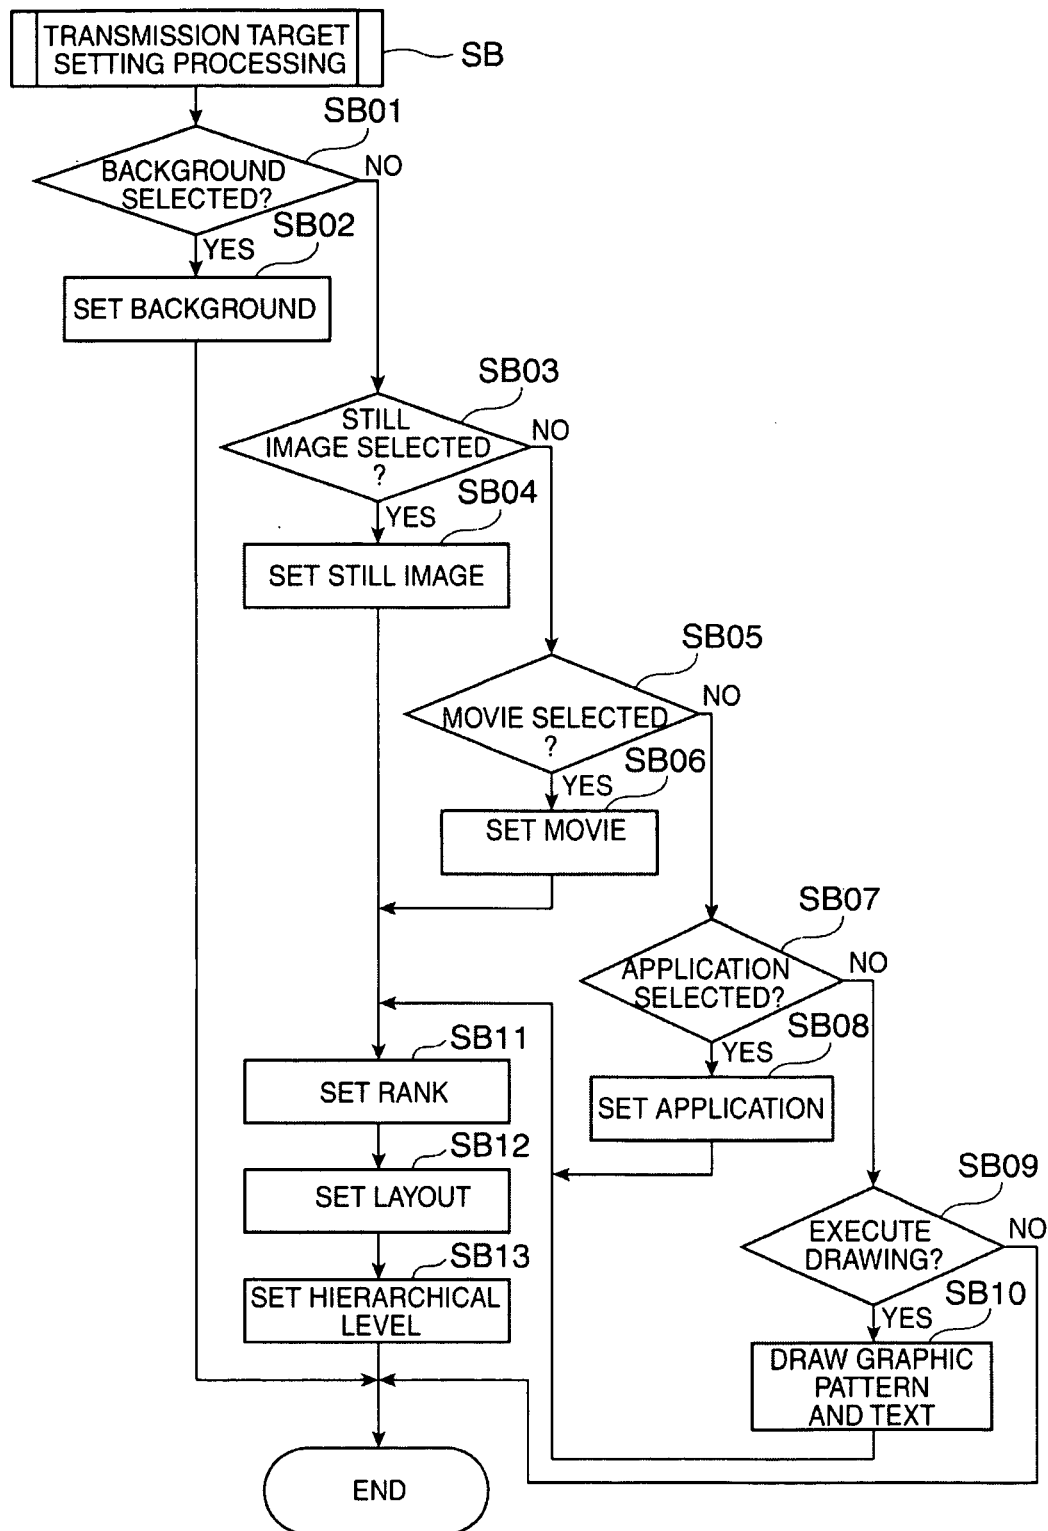 TRANSMISSION TARGET
SETTING PROCESSING
SB
SB01
BACKGROUND
SELECTED?
NO
YES
SB02
SET BACKGROUND
SB03
STILL
IMAGE SELECTED
?
NO
YES
SB04
SET STILL IMAGE
SB05
MOVIE SELECTED
?
NO
YES
SB06
SET MOVIE
SB07
APPLICATION
SELECTED?
NO
YES
SB08
SET APPLICATION
SB09
EXECUTE
DRAWING?
NO
YES
SB10
DRAW GRAPHIC
PATTERN
AND TEXT
SB11
SET RANK
SB12
SET LAYOUT
SB13
SET HIERARCHICAL
LEVEL
END